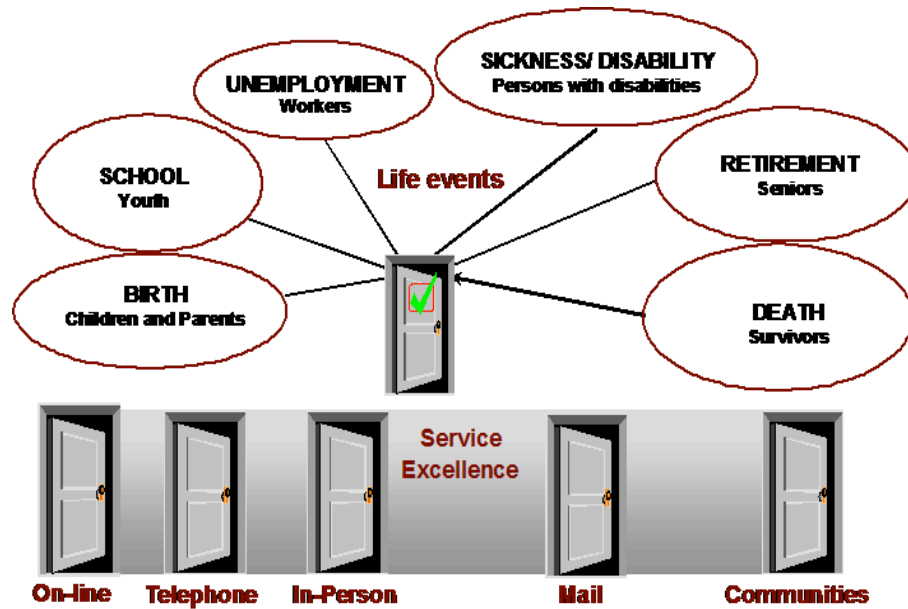 SICKNESS/ DISABILITY
Persons with disabilities
UNEMPLOYMENT
Workers
SCHOOL
Youth
Life events
RETIREMENT
Seniors
BIRTH
Children and Parents
DEATH
Survivors
Service
Excellence
On-line
Telephone
In-Person
Mail
Communities